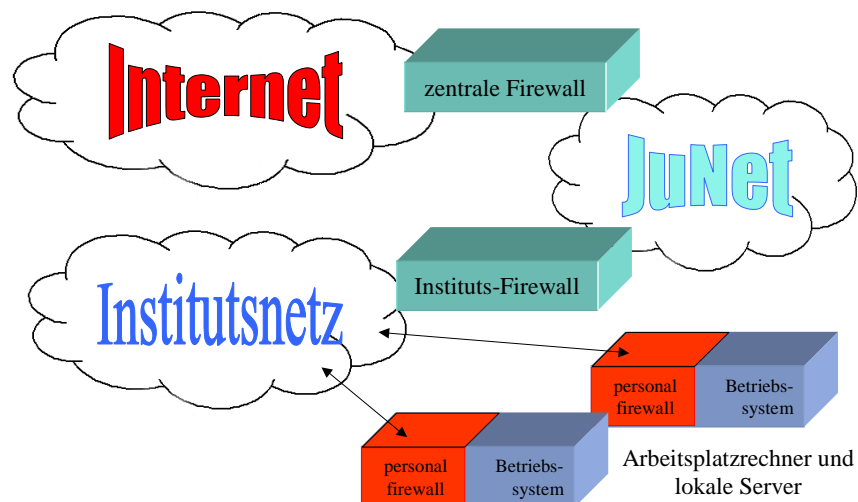 Internet
zentrale Firewall
JuNet
Institutsnetz
Instituts-Firewall
personal
firewall
Betriebs-
system
personal
firewall
Betriebs-
system
Arbeitsplatzrechner und
lokale Server